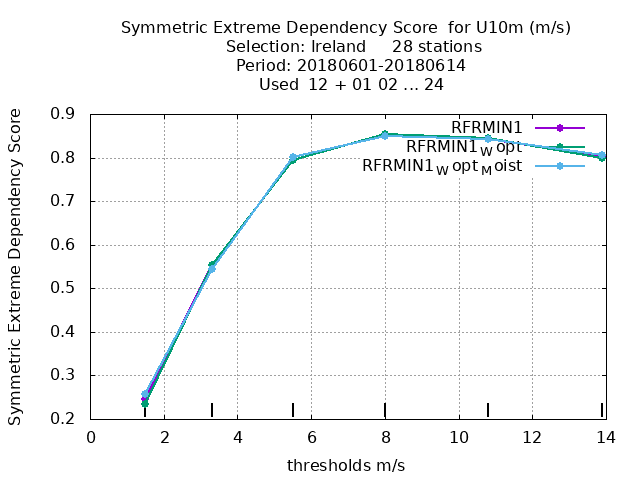 Symmetric Extreme Dependency Score  for U10m (m/s)
Selection: Ireland     28 stations
Period: 20180601-20180614
Used  12 + 01 02 ... 24
Symmetric Extreme Dependency Score
0.9
0.8
0.7
0.6
0.5
0.4
0.3
0.2
RFRMIN1
RFRMIN1_W opt
RFRMIN1_W opt_M oist
0 2 4 6 8 10 12 14
thresholds m/s